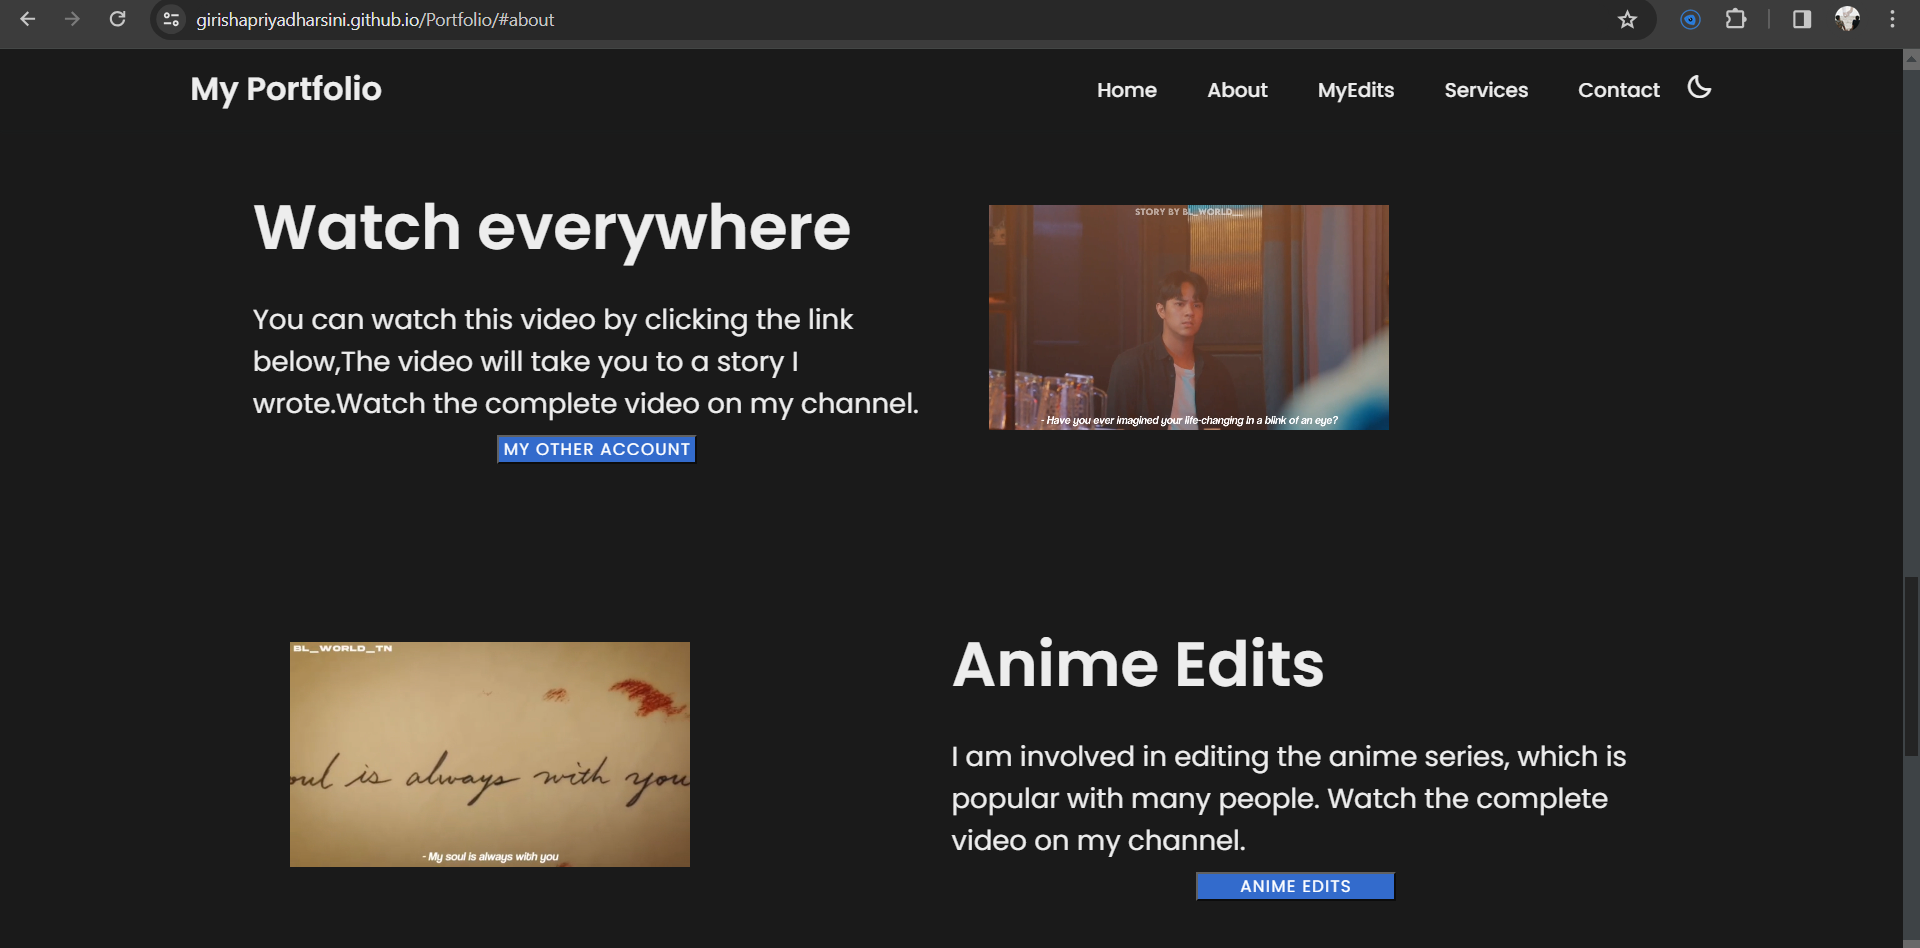 girishapriyadharsini.github.io/Portfolio/#about
My Portfolio
Home About MyEdits Services Contact
Watch everywhere
You can watch this video by clicking the link
below,The video will take you to a story I
wrote.Watch the complete video on my channel.
MY OTHER ACCOUNT
STORY BY BL_WORLD__
- Have you ever imagined your life-changing in a blink of an eye?
BL_WORLD_TN
oul is always with you
- My soul is always with you
Anime Edits
I am involved in editing the anime series, which is
popular with many people. Watch the complete
video on my channel.
ANIME EDITS